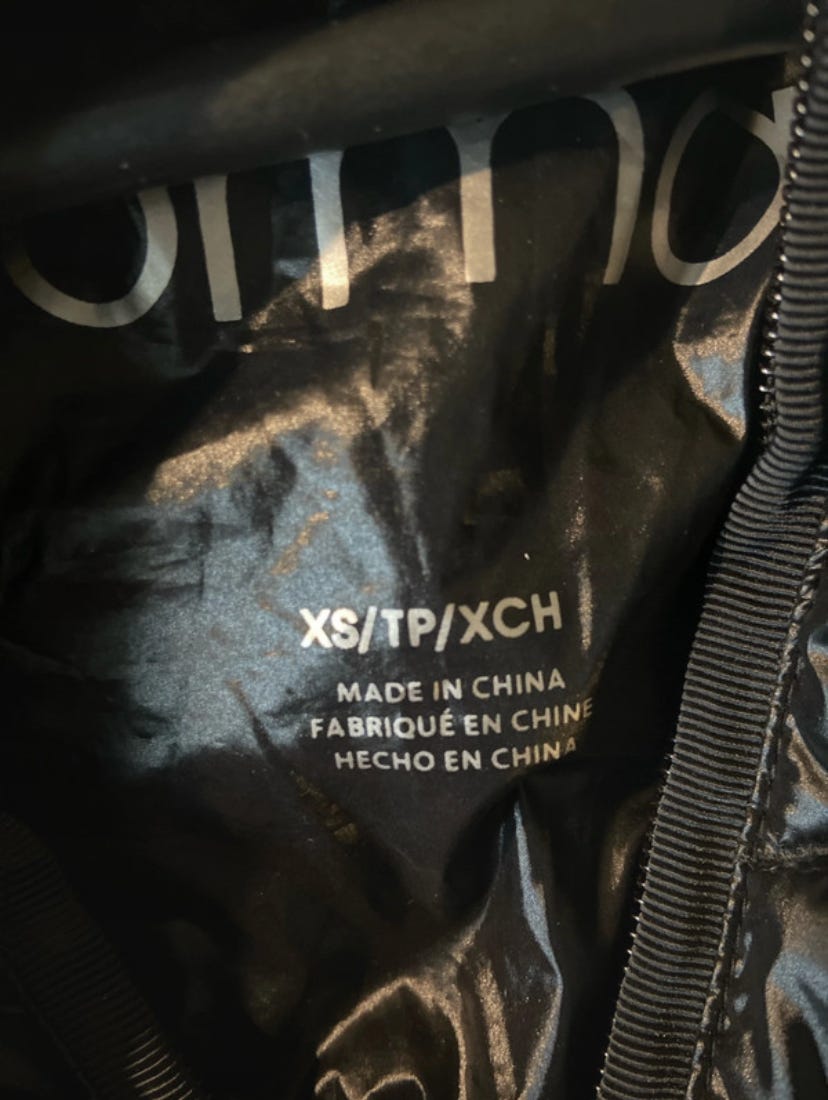 XS/TP/XCH
MADE IN CHINA
FABRIQUÉ EN CHINE
HECHO EN CHINA